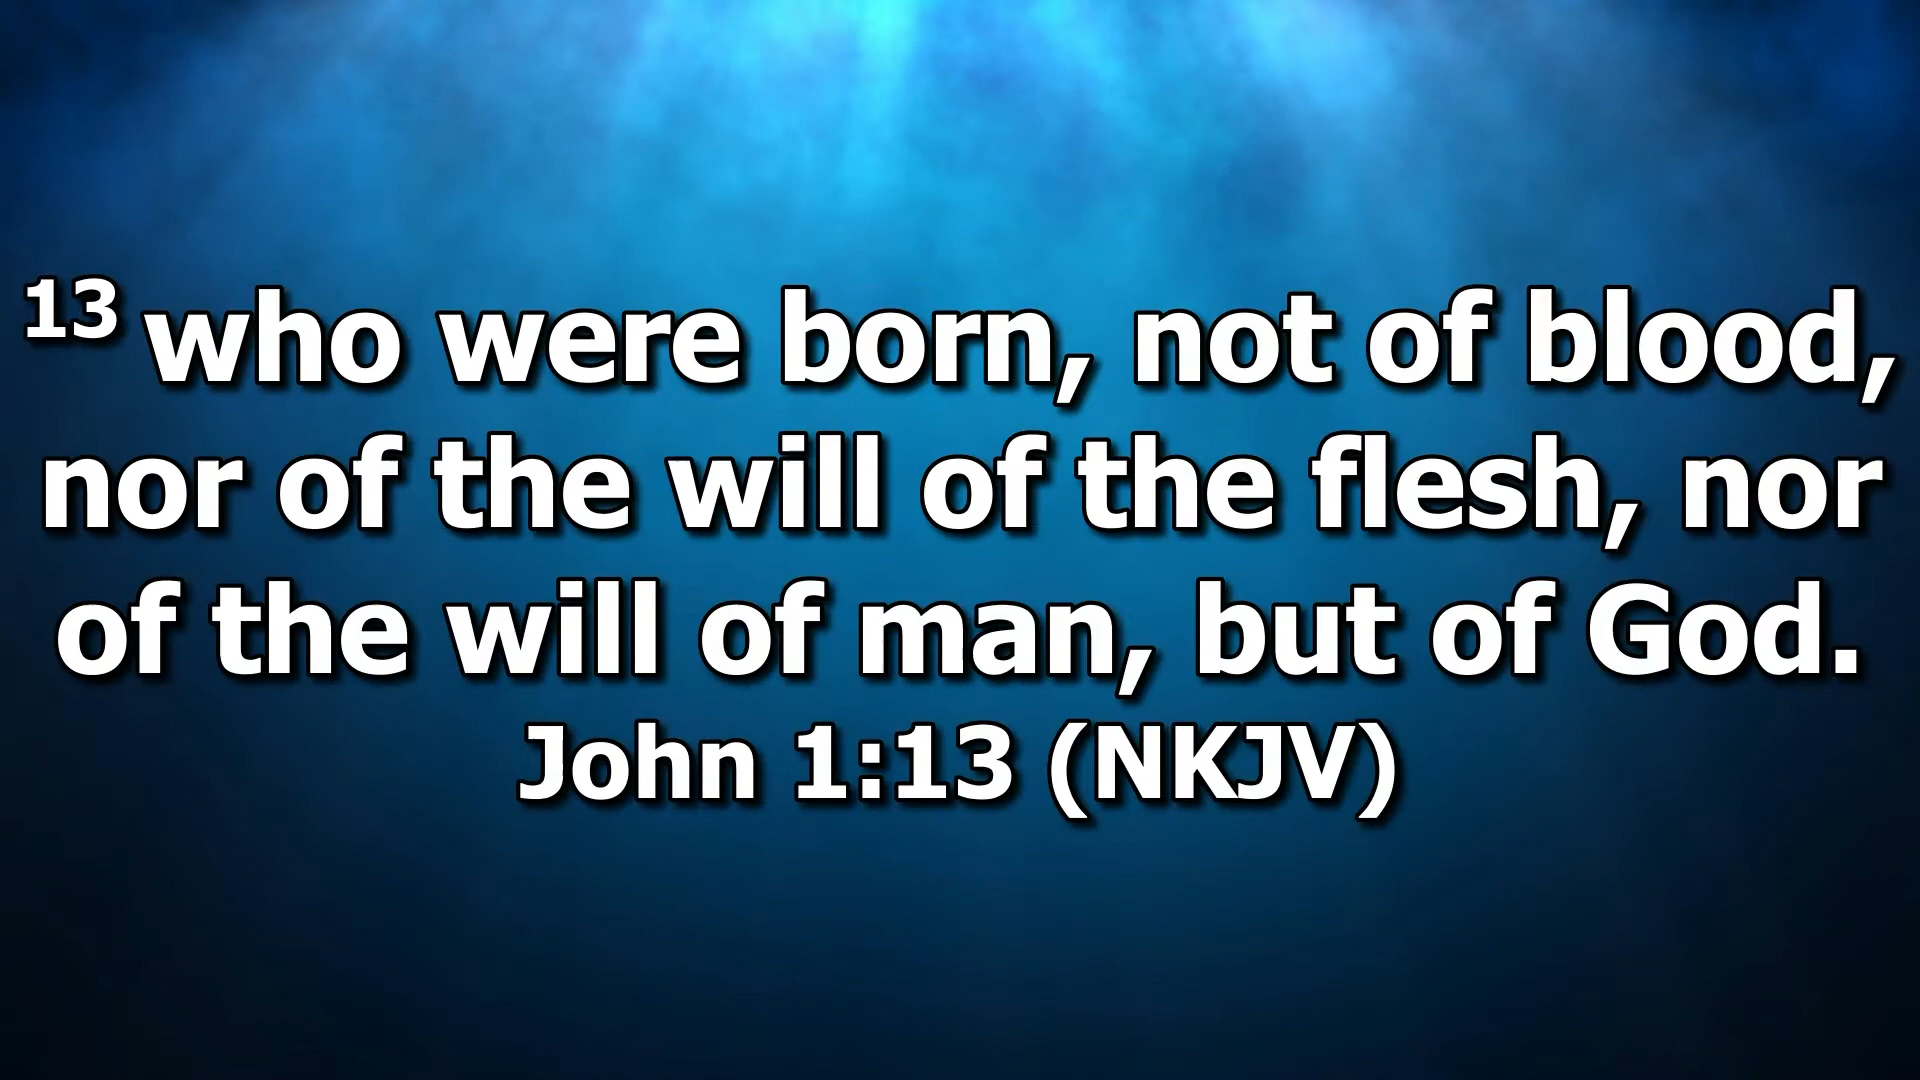 13 who were born, not of blood,
nor of the will of the flesh, nor
of the will of man, but of God.
John 1:13 (NKJV)